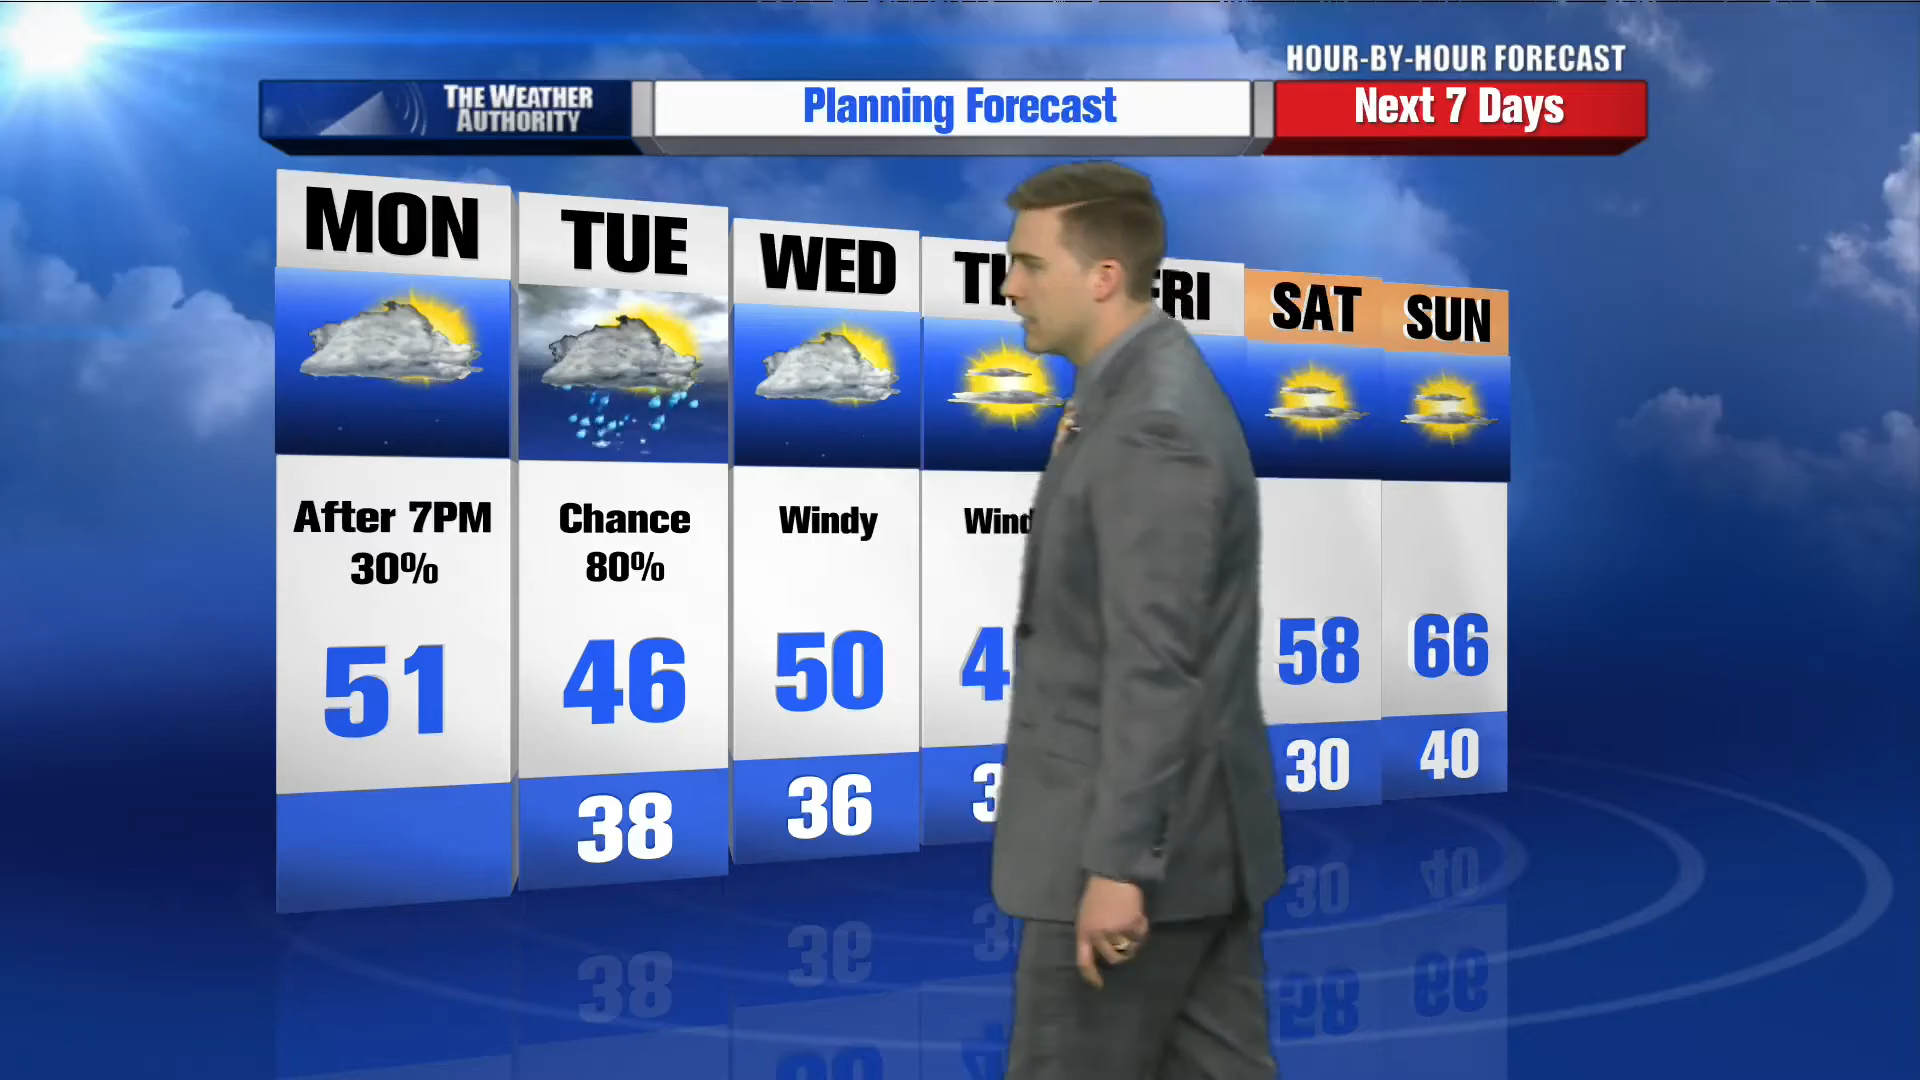 HOUR-BY-HOUR FORECAST
THE WEATHER
AUTHORITY
Planning Forecast
Next 7 Days
MON
TUE
WED
FRI
SAT
SUN
After 7PM
30%
Chance
80%
Windy
51
46
50
58
66
38
36
30
40